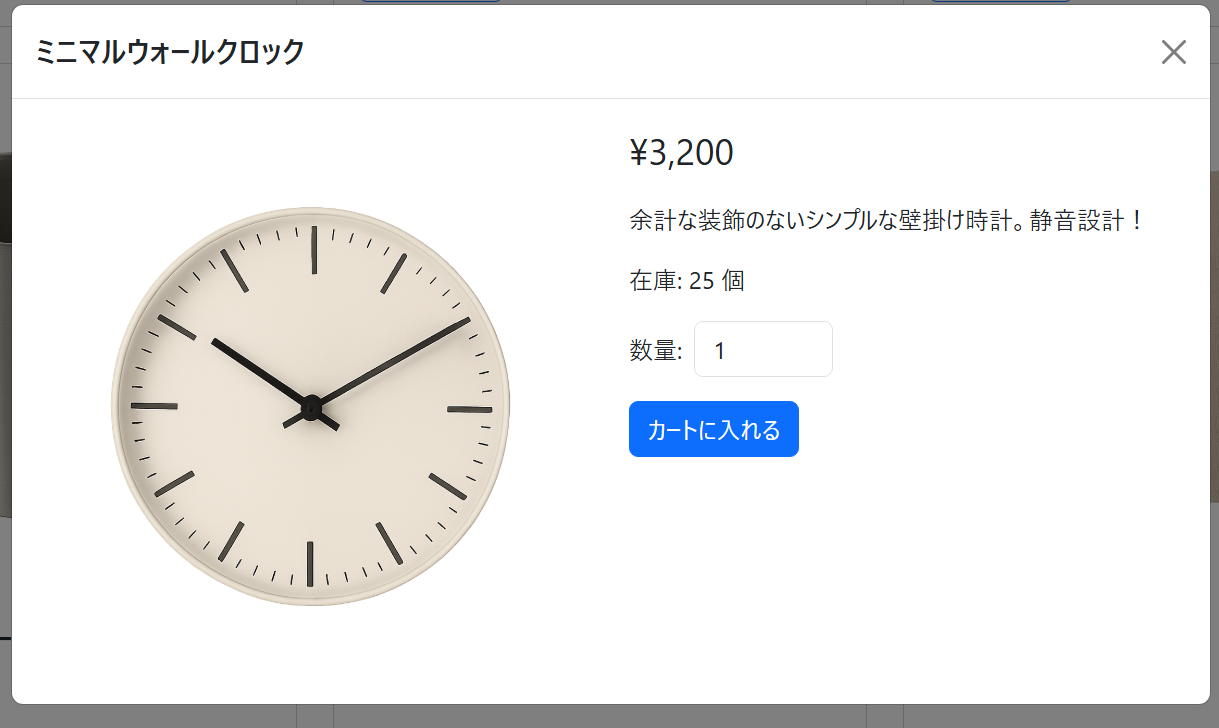 ミニマルウォールクロック
¥3,200
余計な装飾のないシンプルな壁掛け時計。静音設計！
在庫: 25 個
数量: 1
カートに入れる